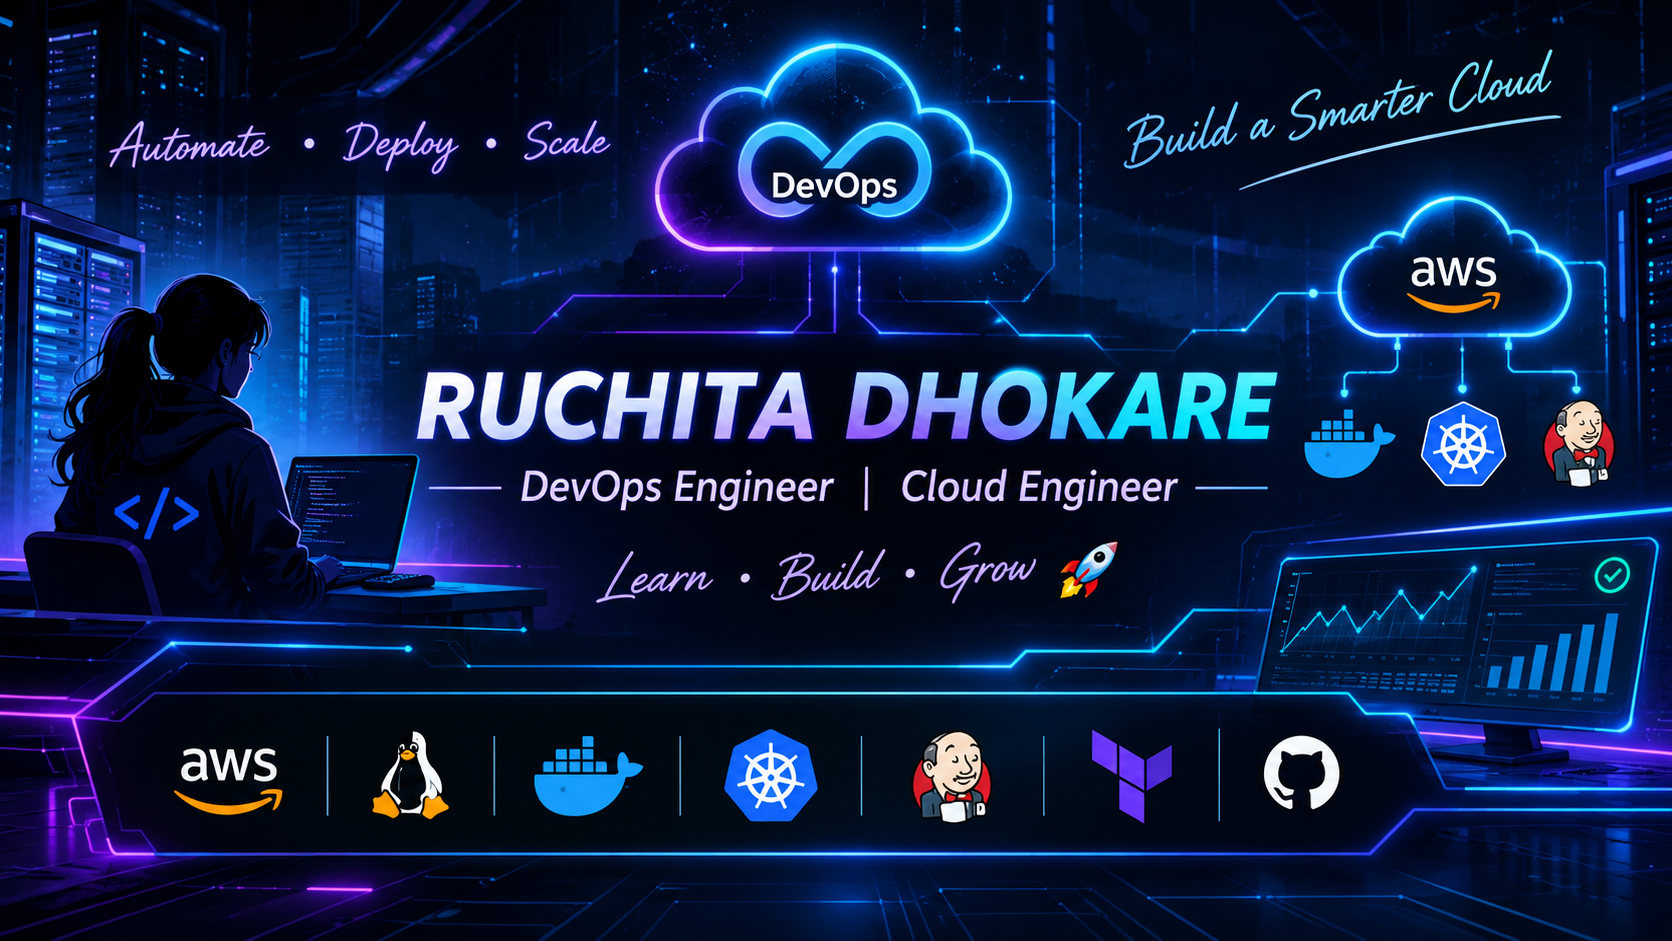 Automate • Deploy • Scale
DevOps
Build a Smarter Cloud
aws
RUCHITA DHOKARE
DevOps Engineer | Cloud Engineer
Learn • Build • Grow 🚀
</>
aws